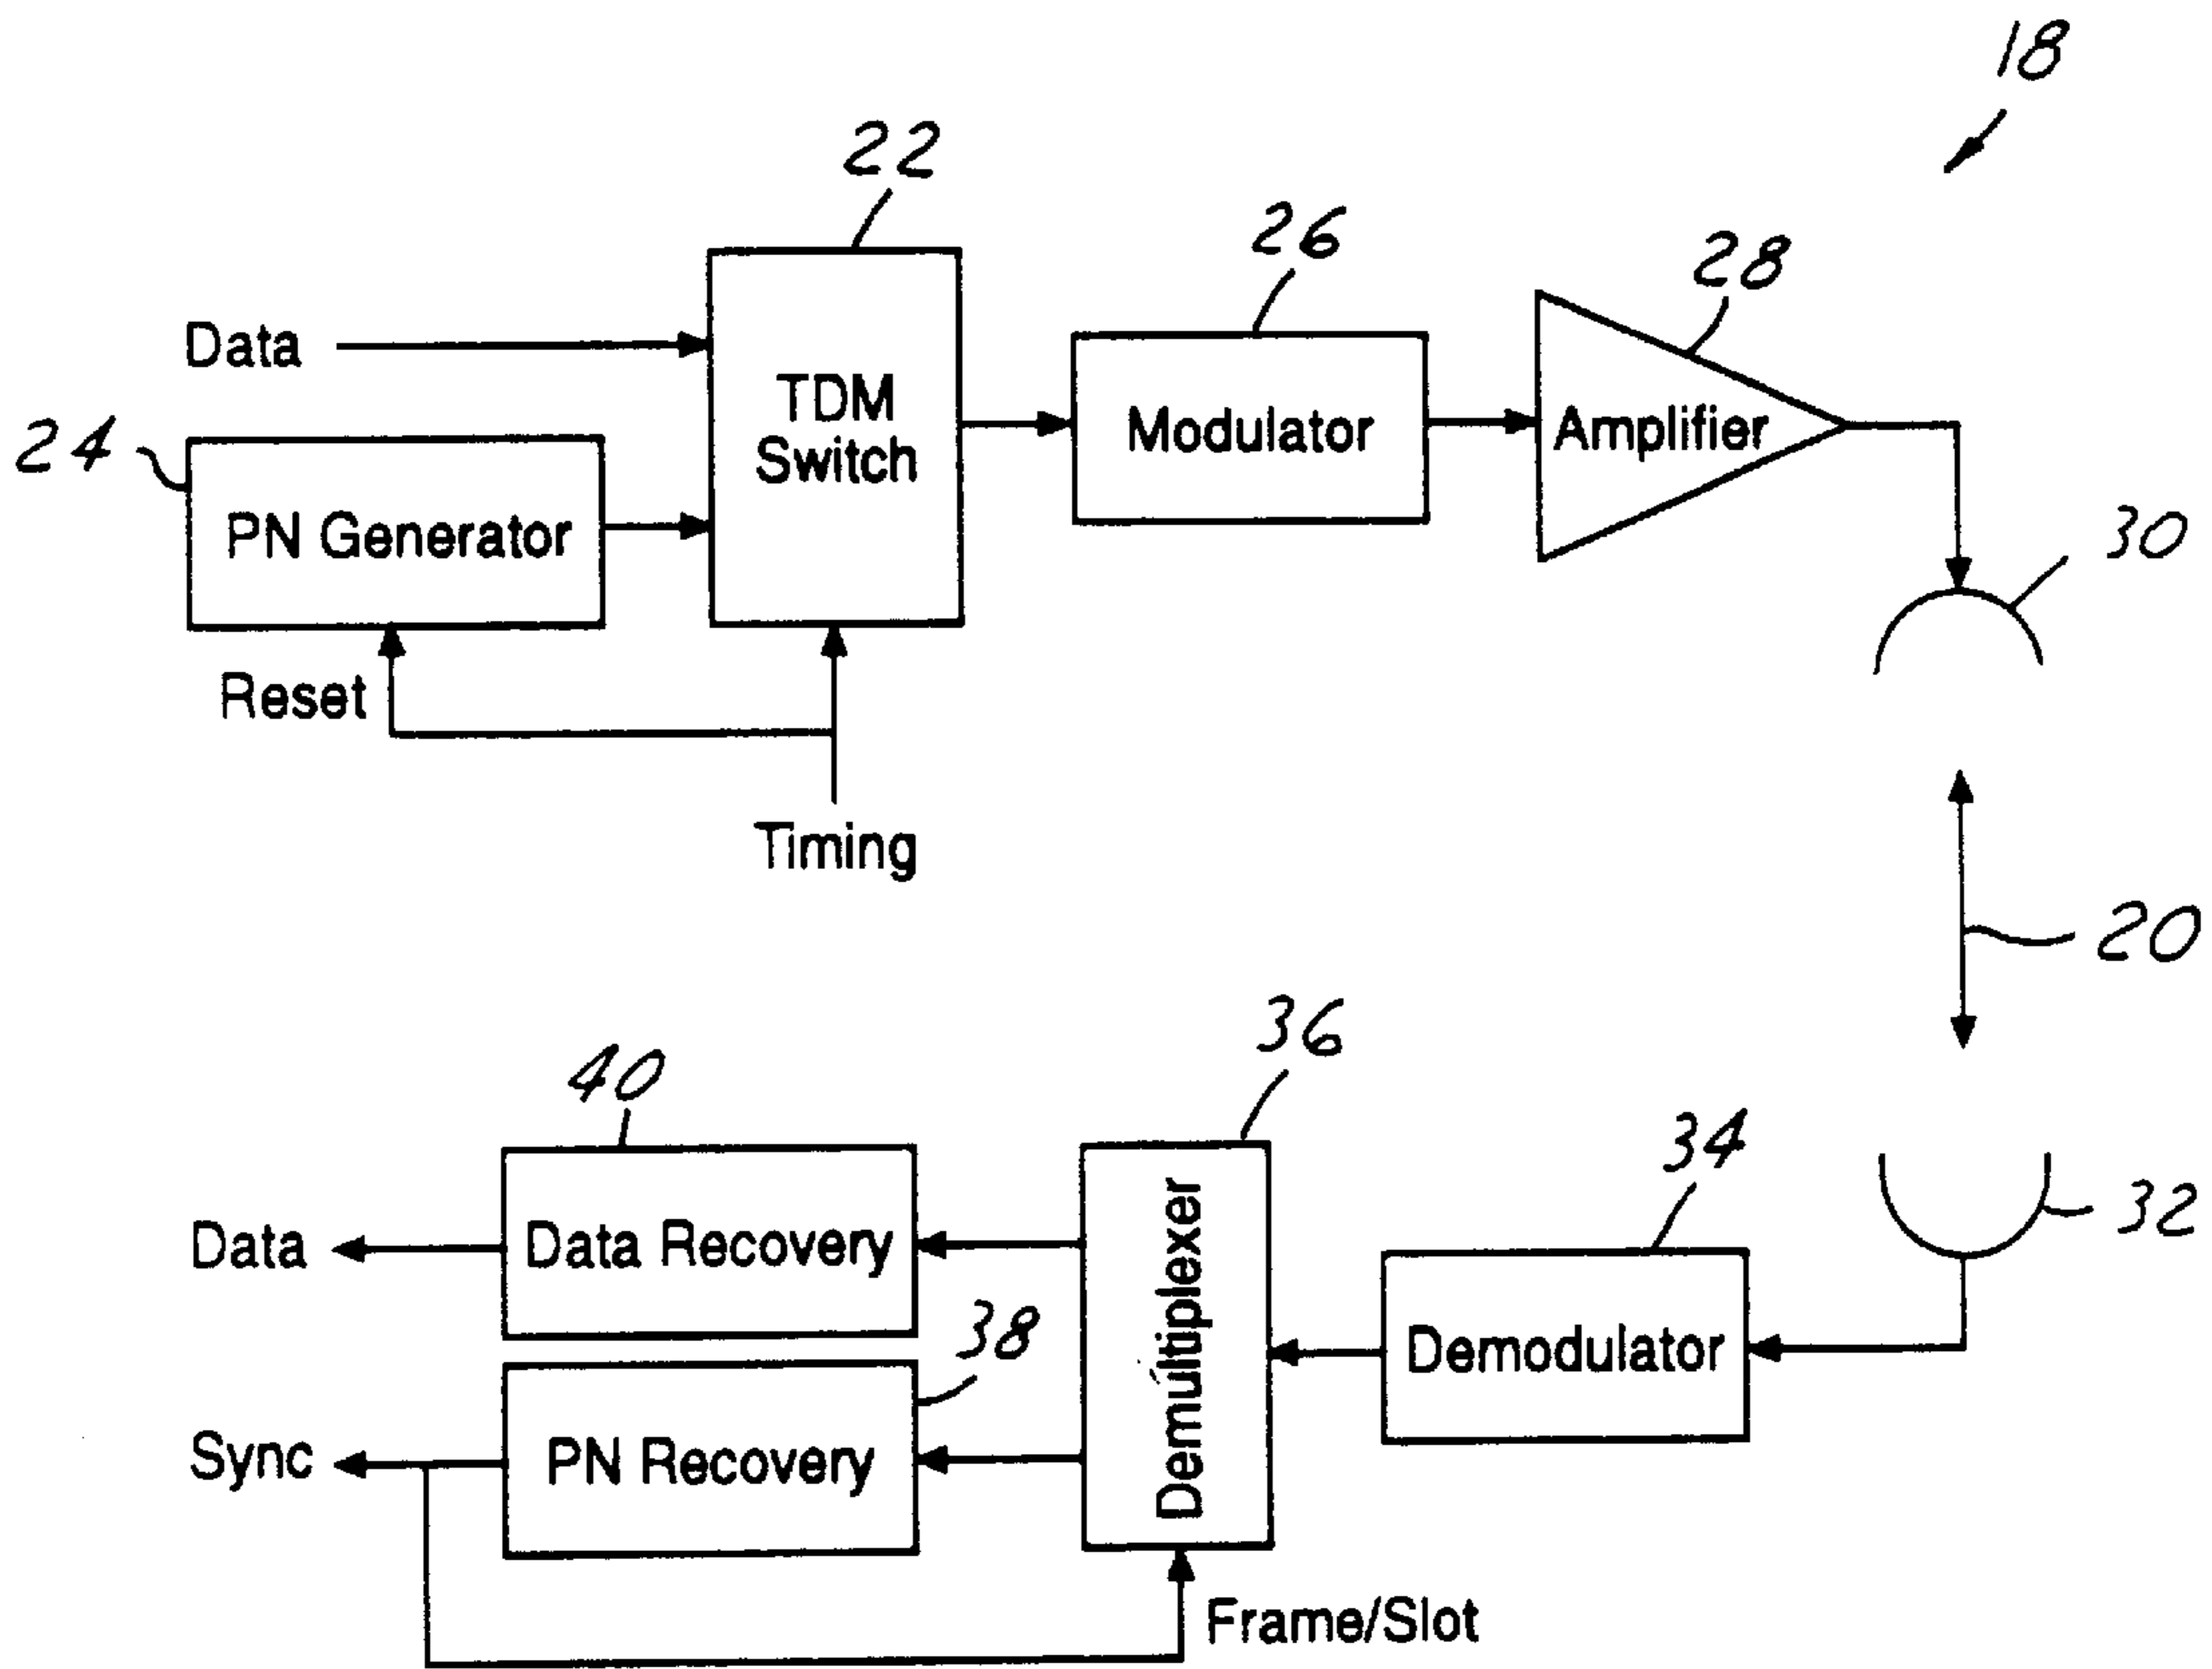 18
22
26
28
Data
TDM
Switch
Modulator
Amplifier
24
PN Generator
30
Reset
Timing
20
36
40
34
32
Data
Data Recovery
Demultiplexer
Demodulator
38
Sync
PN Recovery
Frame/Slot